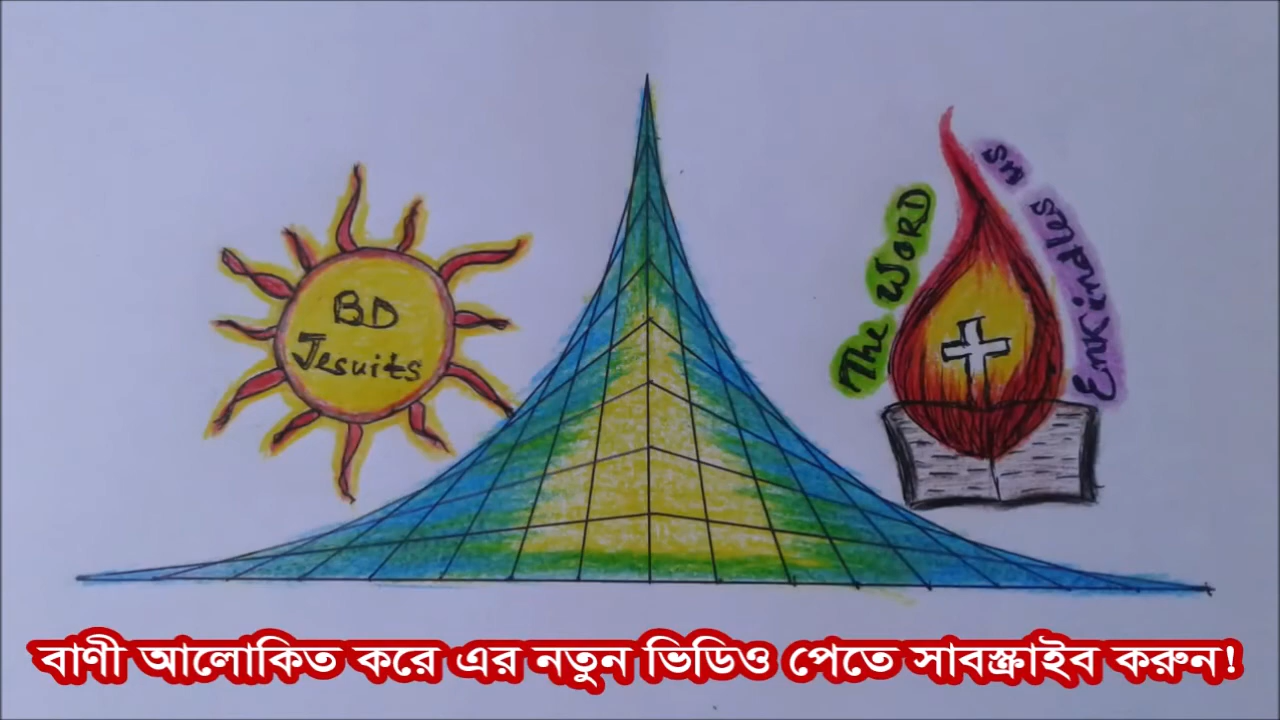 BD
Jesuits
The WORD
Enkindles us
বাণী আলোকিত করে এর নতুন ভিডিও পেতে সাবস্ক্রাইব করুন!